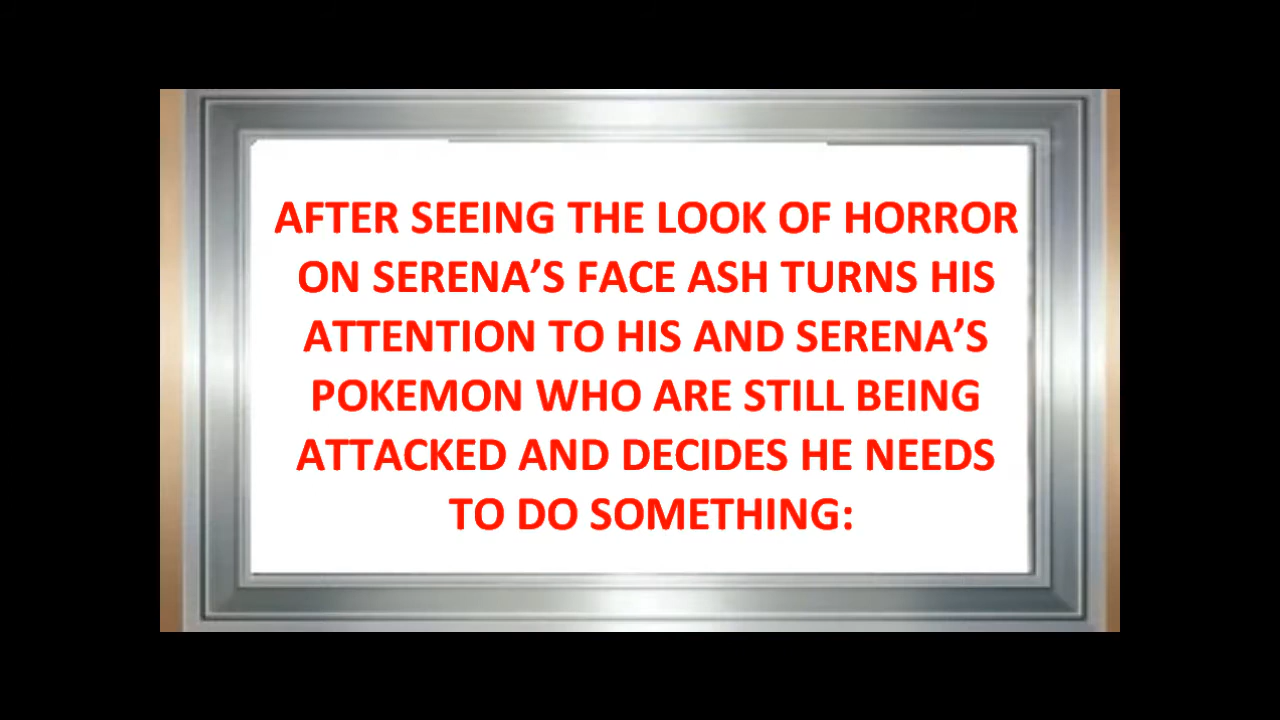 AFTER SEEING THE LOOK OF HORROR
ON SERENA’S FACE ASH TURNS HIS
ATTENTION TO HIS AND SERENA’S
POKEMON WHO ARE STILL BEING
ATTACKED AND DECIDES HE NEEDS
TO DO SOMETHING: